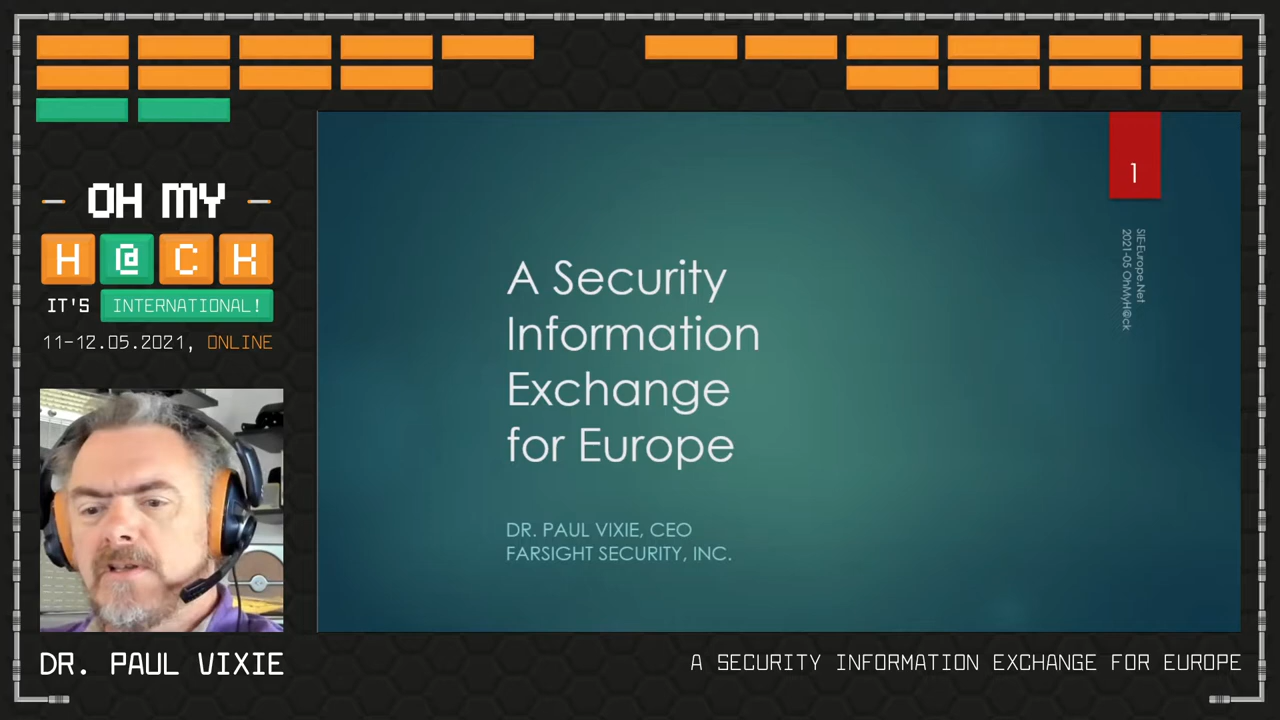 OH MY
H@CK
IT'S INTERNATIONAL!
11-12.05.2021, ONLINE
1
SIE-Europe.Net
2021-05 OhMyH@ck
A Security
Information
Exchange
for Europe
DR. PAUL VIXIE, CEO
FARSIGHT SECURITY, INC.
DR. PAUL VIXIE
A SECURITY INFORMATION EXCHANGE FOR EUROPE